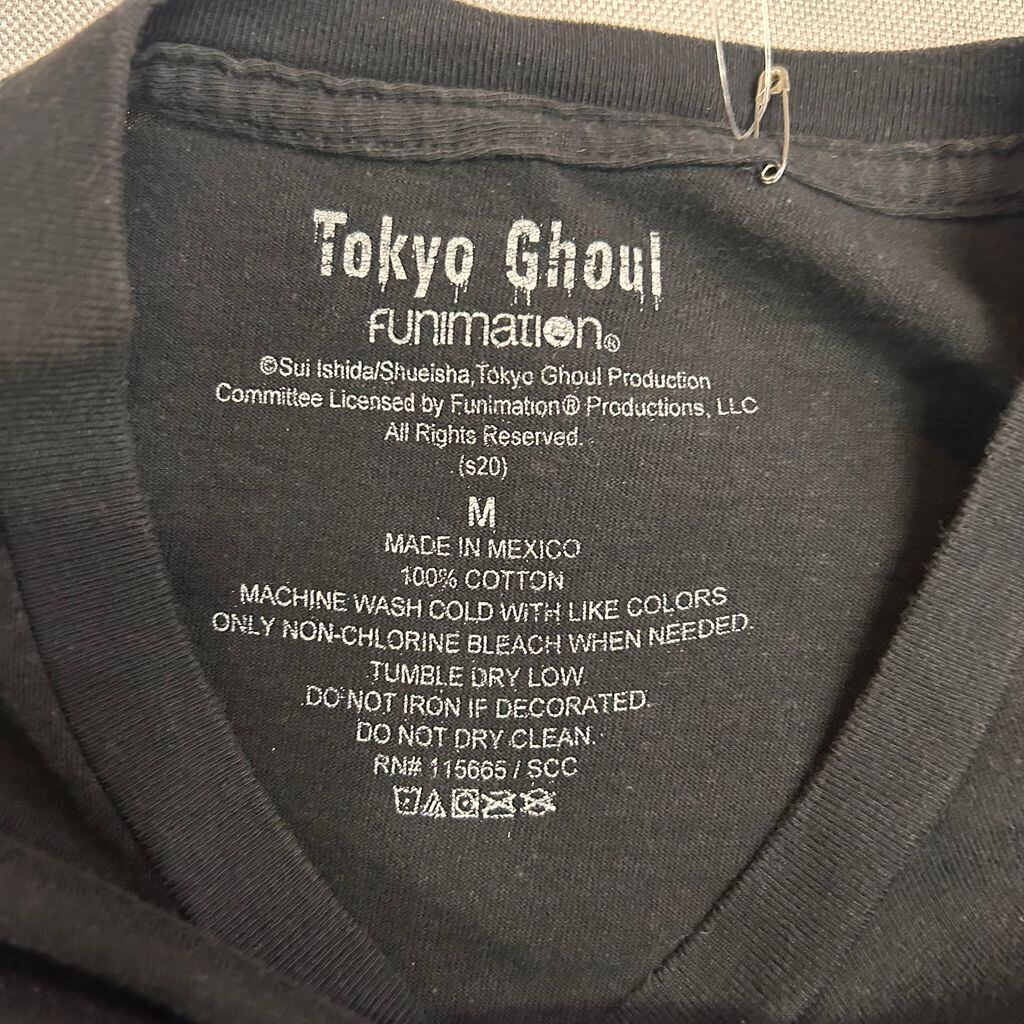 Tokyo Ghoul
FUNIMATION®
©Sui Ishida/Shueisha,Tokyo Ghoul Production
Committee Licensed by Funimation® Productions, LLC
All Rights Reserved.
(s20)
M
MADE IN MEXICO
100% COTTON
MACHINE WASH COLD WITH LIKE COLORS
ONLY NON-CHLORINE BLEACH WHEN NEEDED.
TUMBLE DRY LOW
DO NOT IRON IF DECORATED.
DO NOT DRY CLEAN.
RN# 115665 / SCC